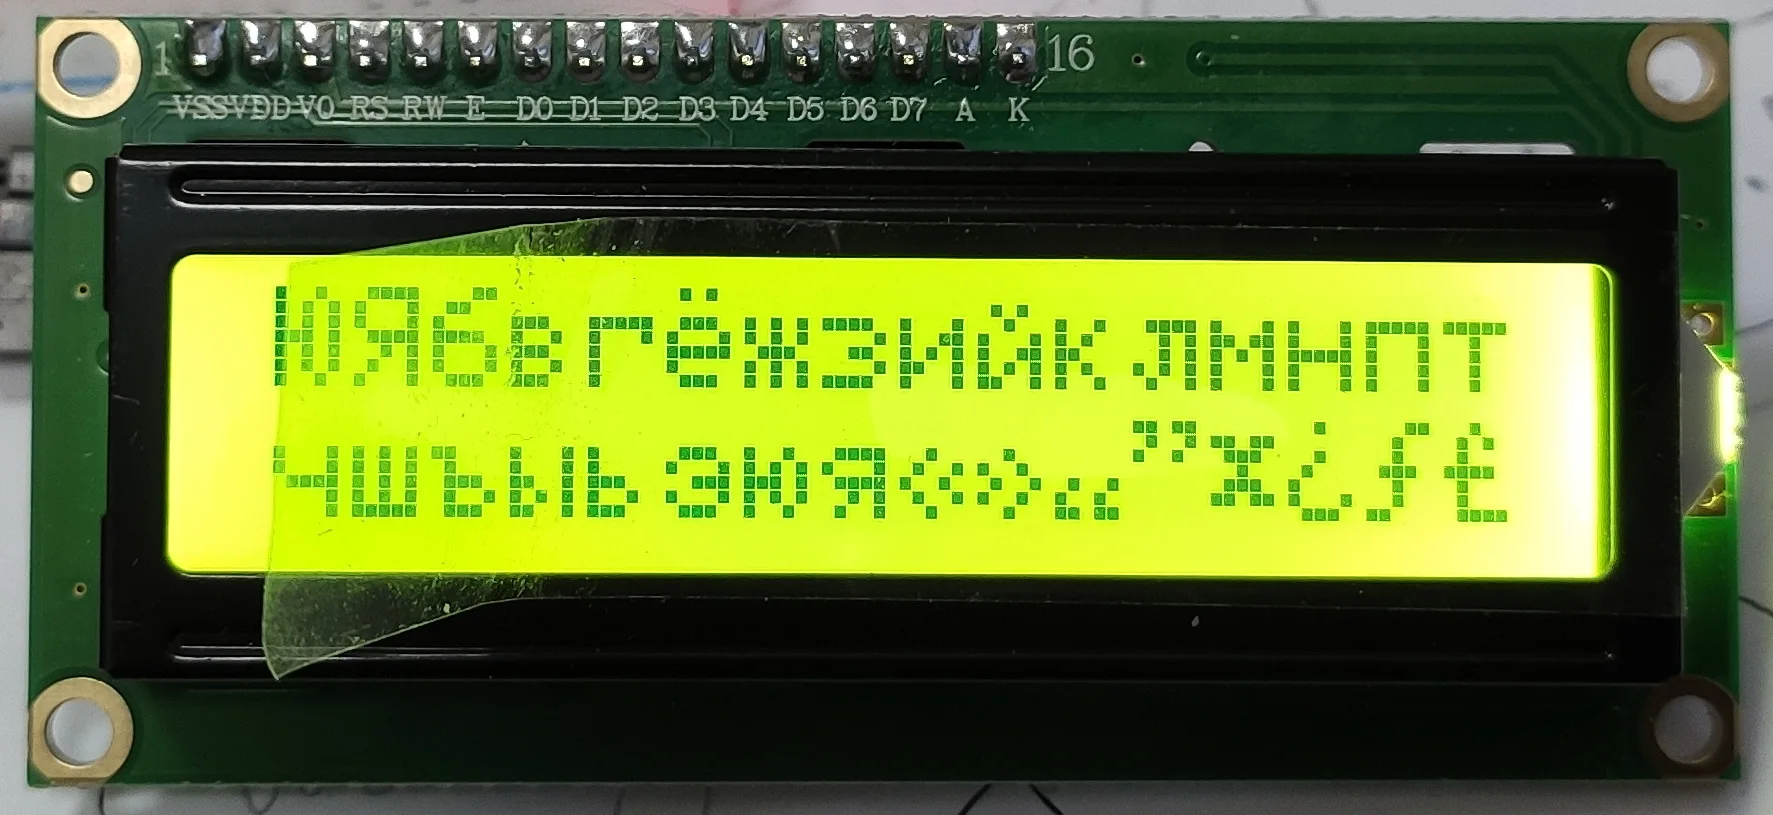 1 16
VSS VDD V0 RS RW E D0 D1 D2 D3 D4 D5 D6 D7 A K
ЮЯбвгёжзийклмнпт
чшъыьэюя«»“”¿ƒ£